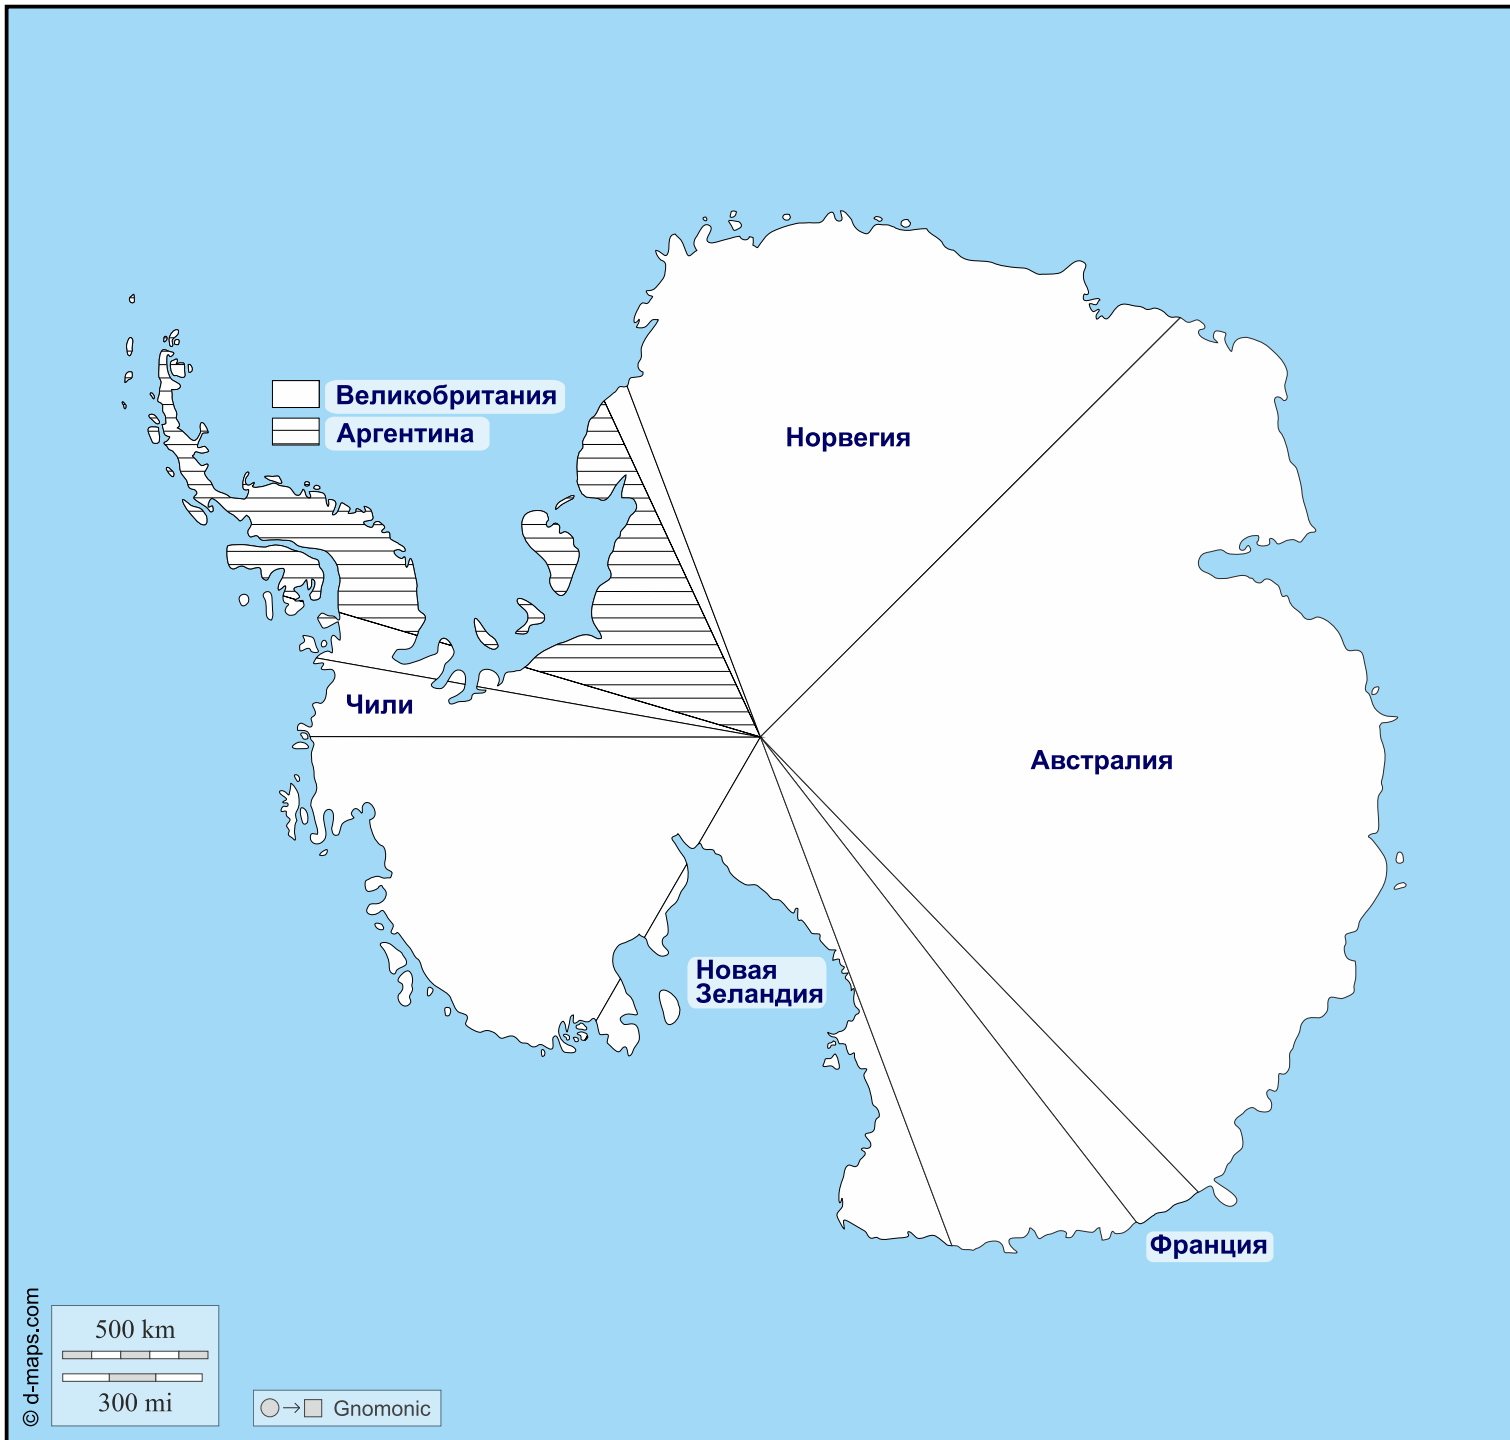 Великобритания
Аргентина
Норвегия
Чили
Австралия
Новая
Зеландия
Франция
© d-maps.com
500 km
300 mi
Gnomonic